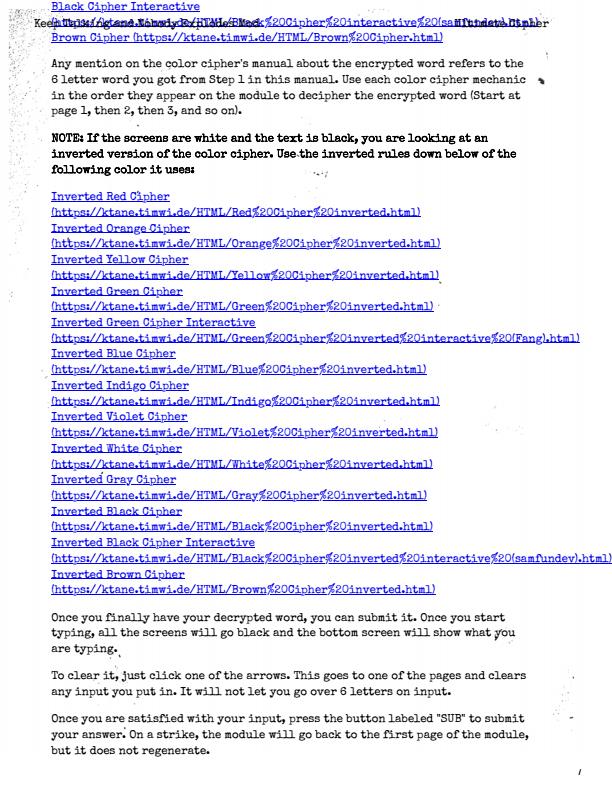 Black Cipher Interactive
Brown Cipher (https://ktane.timwi.de/HTML/Brown%20Cipher.html)
Any mention on the color cipher's manual about the encrypted word refers to the
6 letter word you got from Step 1 in this manual. Use each color cipher mechanic
in the order they appear on the module to decipher the encrypted word (Start at
page 1, then 2, then 3, and so on).
NOTE: If the screens are white and the text is black, you are looking at an
inverted version of the color cipher. Use the inverted rules down below of the
following color it uses:
Inverted Red Cipher
(https://ktane.timwi.de/HTML/Red%20Cipher%20inverted.html)
Inverted Orange Cipher
(https://ktane.timwi.de/HTML/Orange%20Cipher%20inverted.html)
Inverted Yellow Cipher
(https://ktane.timwi.de/HTML/Yellow%20Cipher%20inverted.html)
Inverted Green Cipher
(https://ktane.timwi.de/HTML/Green%20Cipher%20inverted.html)
Inverted Green Cipher Interactive
(https://ktane.timwi.de/HTML/Green%20Cipher%20inverted%20interactive%20(Fang).html)
Inverted Blue Cipher
(https://ktane.timwi.de/HTML/Blue%20Cipher%20inverted.html)
Inverted Indigo Cipher
(https://ktane.timwi.de/HTML/Indigo%20Cipher%20inverted.html)
Inverted Violet Cipher
(https://ktane.timwi.de/HTML/Violet%20Cipher%20inverted.html)
Inverted White Cipher
(https://ktane.timwi.de/HTML/White%20Cipher%20inverted.html)
Inverted Gray Cipher
(https://ktane.timwi.de/HTML/Gray%20Cipher%20inverted.html)
Inverted Black Cipher
(https://ktane.timwi.de/HTML/Black%20Cipher%20inverted.html)
Inverted Black Cipher Interactive
(https://ktane.timwi.de/HTML/Black%20Cipher%20inverted%20interactive%20(samfundev).html)
Inverted Brown Cipher
(https://ktane.timwi.de/HTML/Brown%20Cipher%20inverted.html)
Once you finally have your decrypted word, you can submit it. Once you start
typing, all the screens will go black and the bottom screen will show what you
are typing.
To clear it, just click one of the arrows. This goes to one of the pages and clears
any input you put in. It will not let you go over 6 letters on input.
Once you are satisfied with your input, press the button labeled "SUB" to submit
your answer. On a strike, the module will go back to the first page of the module,
but it does not regenerate.